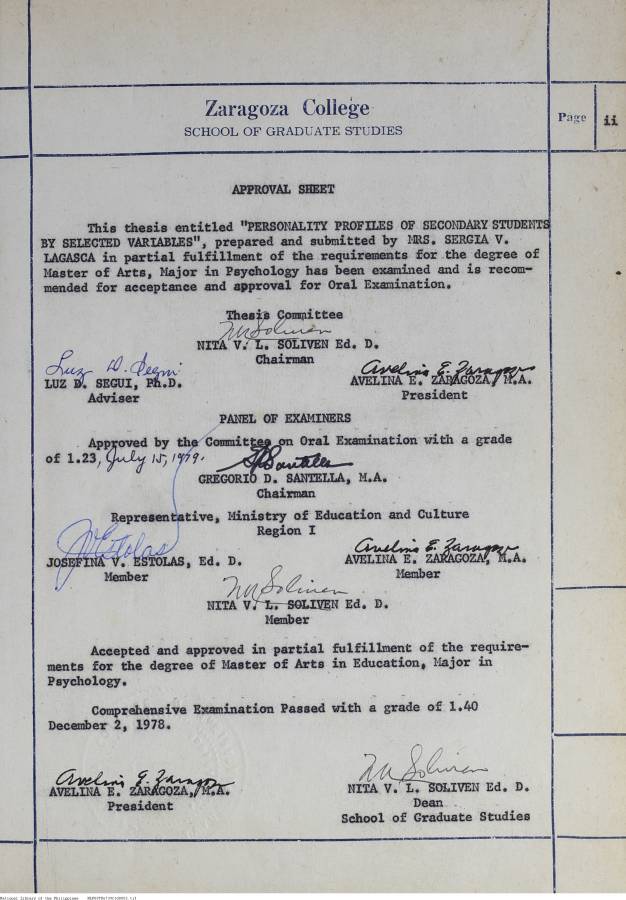 Zaragoza College
SCHOOL OF GRADUATE STUDIES
Page ii
APPROVAL SHEET
This thesis entitled "PERSONALITY PROFILES OF SECONDARY STUDENTS
BY SELECTED VARIABLES", prepared and submitted by MRS. SERGIA V.
LAGASCA in partial fulfillment of the requirements for the degree of
Master of Arts, Major in Psychology has been examined and is recom-
mended for acceptance and approval for Oral Examination.
Thesis Committee
NITA V. L. SOLIVEN Ed. D.
Chairman
Luz D. Segui
Avelina E. Zaragoza
LUZ D. SEGUI, Ph.D.
AVELINA E. ZARAGOZA, M.A.
Adviser
President
PANEL OF EXAMINERS
Approved by the Committee on Oral Examination with a grade
of 1.23, July 15, 1979.
GREGORIO D. SANTELLA, M.A.
Chairman
Representative, Ministry of Education and Culture
Region I
Avelina E. Zaragoza
JOSEFINA V. ESTOLAS, Ed. D.
AVELINA E. ZARAGOZA, M.A.
Member
Member
NITA V. L. SOLIVEN Ed. D.
Member
Accepted and approved in partial fulfillment of the require-
ments for the degree of Master of Arts in Education, Major in
Psychology.
Comprehensive Examination Passed with a grade of 1.40
December 2, 1978.
Avelina E. Zaragoza
AVELINA E. ZARAGOZA, M.A.
NITA V. L. SOLIVEN Ed. D.
President
Dean
School of Graduate Studies
National Library of the Philippines